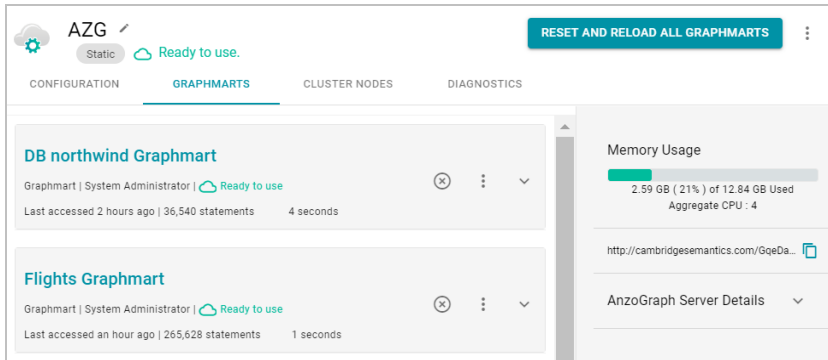 AZG
Static
Ready to use.
RESET AND RELOAD ALL GRAPHMARTS
CONFIGURATION
GRAPHMARTS
CLUSTER NODES
DIAGNOSTICS
DB northwind Graphmart
Graphmart | System Administrator | Ready to use
Last accessed 2 hours ago | 36,540 statements 4 seconds
Flights Graphmart
Graphmart | System Administrator | Ready to use
Last accessed an hour ago | 265,628 statements 1 seconds
Memory Usage
2.59 GB ( 21% ) of 12.84 GB Used
Aggregate CPU : 4
http://cambridgesemantics.com/GqeDa...
AnzoGraph Server Details